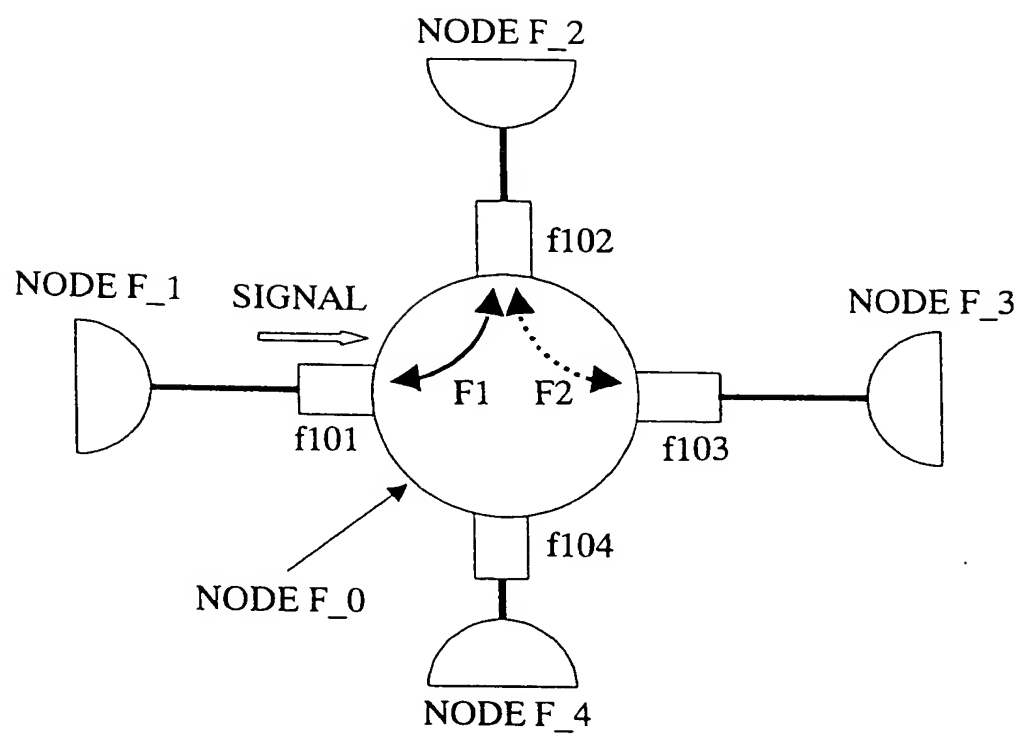 NODE F_2
f102
NODE F_1
SIGNAL
NODE F_3
F1
F2
f101
f103
f104
NODE F_0
NODE F_4